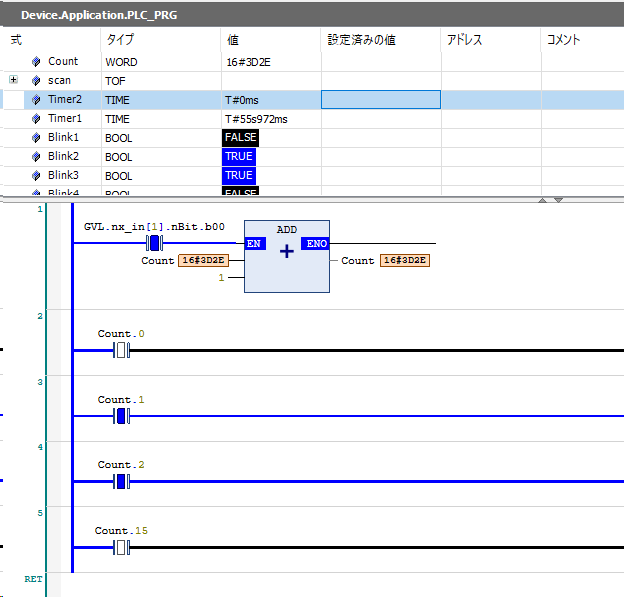 Device.Application.PLC_PRG
式 タイプ 値 設定済みの値 アドレス コメント
Count WORD 16#3D2E
scan TOF
Timer2 TIME T#0ms
Timer1 TIME T#55s972ms
Blink1 BOOL FALSE
Blink2 BOOL TRUE
Blink3 BOOL TRUE
Blink4 BOOL FALSE
1
GVL.nx_in[1].nBit.b00
ADD
EN ENO
Count 16#3D2E Count 16#3D2E
1
2
Count.0
3
Count.1
4
Count.2
5
Count.15
RET